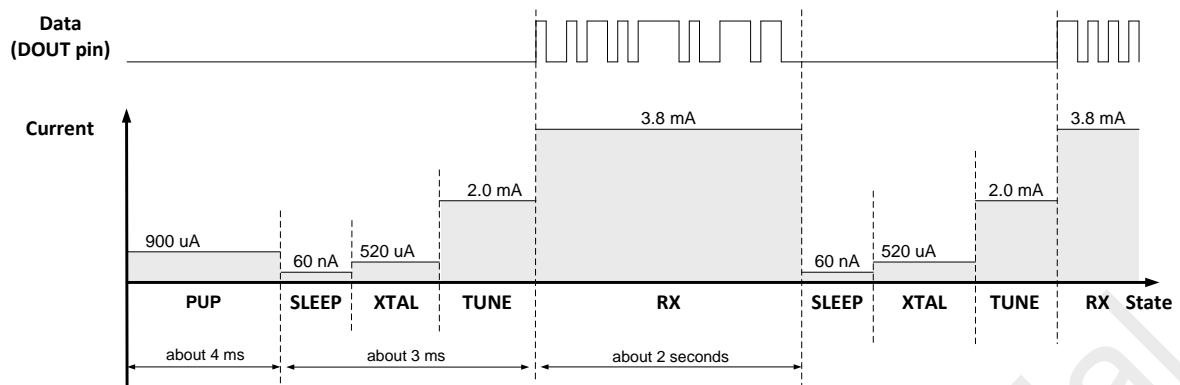 Data
(DOUT pin)
Current
3.8 mA
3.8 mA
2.0 mA
2.0 mA
900 uA
60 nA
520 uA
60 nA
520 uA
PUP
SLEEP
XTAL
TUNE
RX
SLEEP
XTAL
TUNE
RX
State
about 4 ms
about 3 ms
about 2 seconds